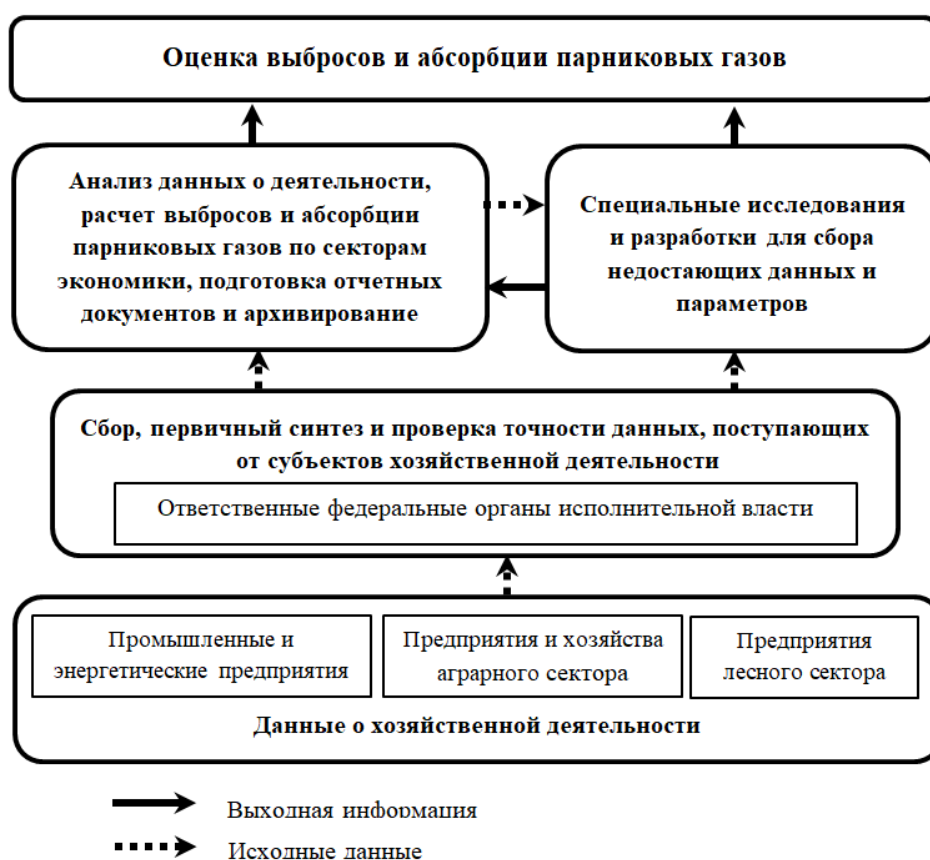 Оценка выбросов и абсорбции парниковых газов
Анализ данных о деятельности,
расчет выбросов и абсорбции
парниковых газов по секторам
экономики, подготовка отчетных
документов и архивирование
Специальные исследования
и разработки для сбора
недостающих данных и
параметров
Сбор, первичный синтез и проверка точности данных, поступающих
от субъектов хозяйственной деятельности
Ответственные федеральные органы исполнительной власти
Промышленные и
энергетические предприятия
Предприятия и хозяйства
аграрного сектора
Предприятия
лесного сектора
Данные о хозяйственной деятельности
Выходная информация
Исходные данные